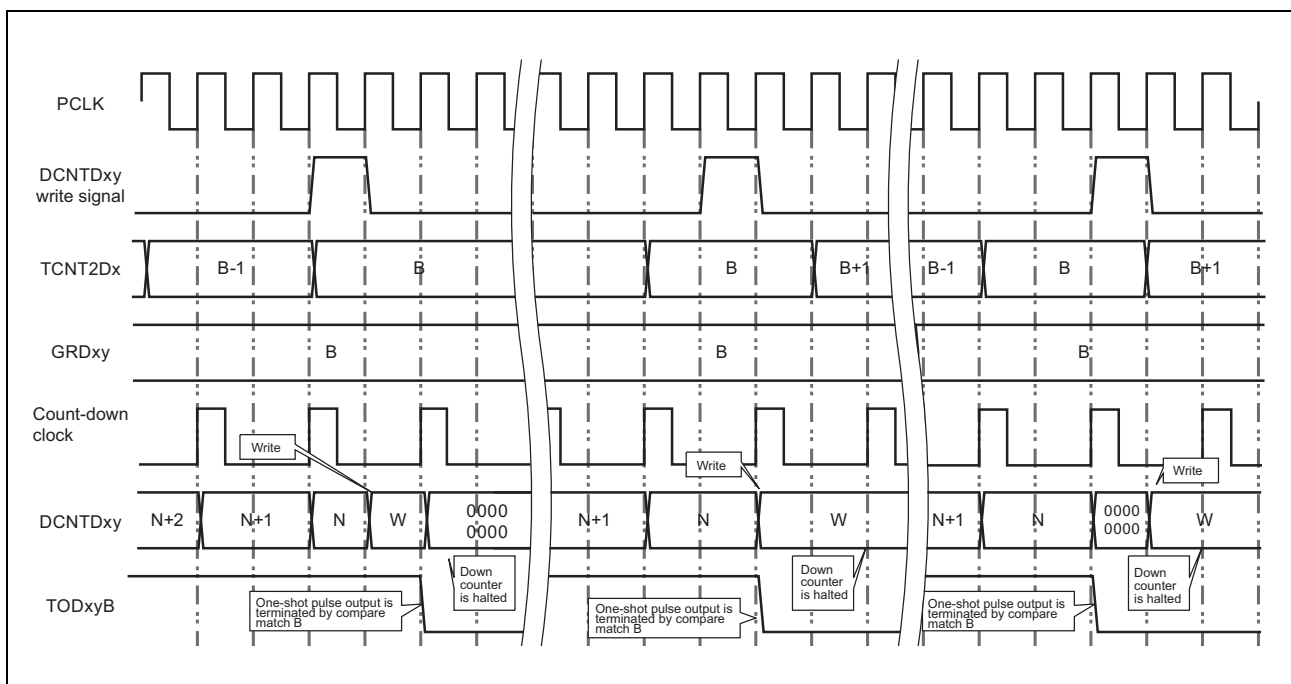 PCLK
DCNTDxy
write signal
TCNT2Dx
B-1
B
B
B+1
B-1
B
B+1
GRDxy
B
B
B
Count-down
clock
Write
Write
Write
DCNTDxy
N+2
N+1
N
W
0000
0000
N+1
N
W
N+1
N
0000
0000
W
Down
counter
is halted
Down
counter
is halted
Down
counter
is halted
TODxyB
One-shot pulse output is
terminated by compare
match B
One-shot pulse output is
terminated by compare
match B
One-shot pulse output is
terminated by compare
match B